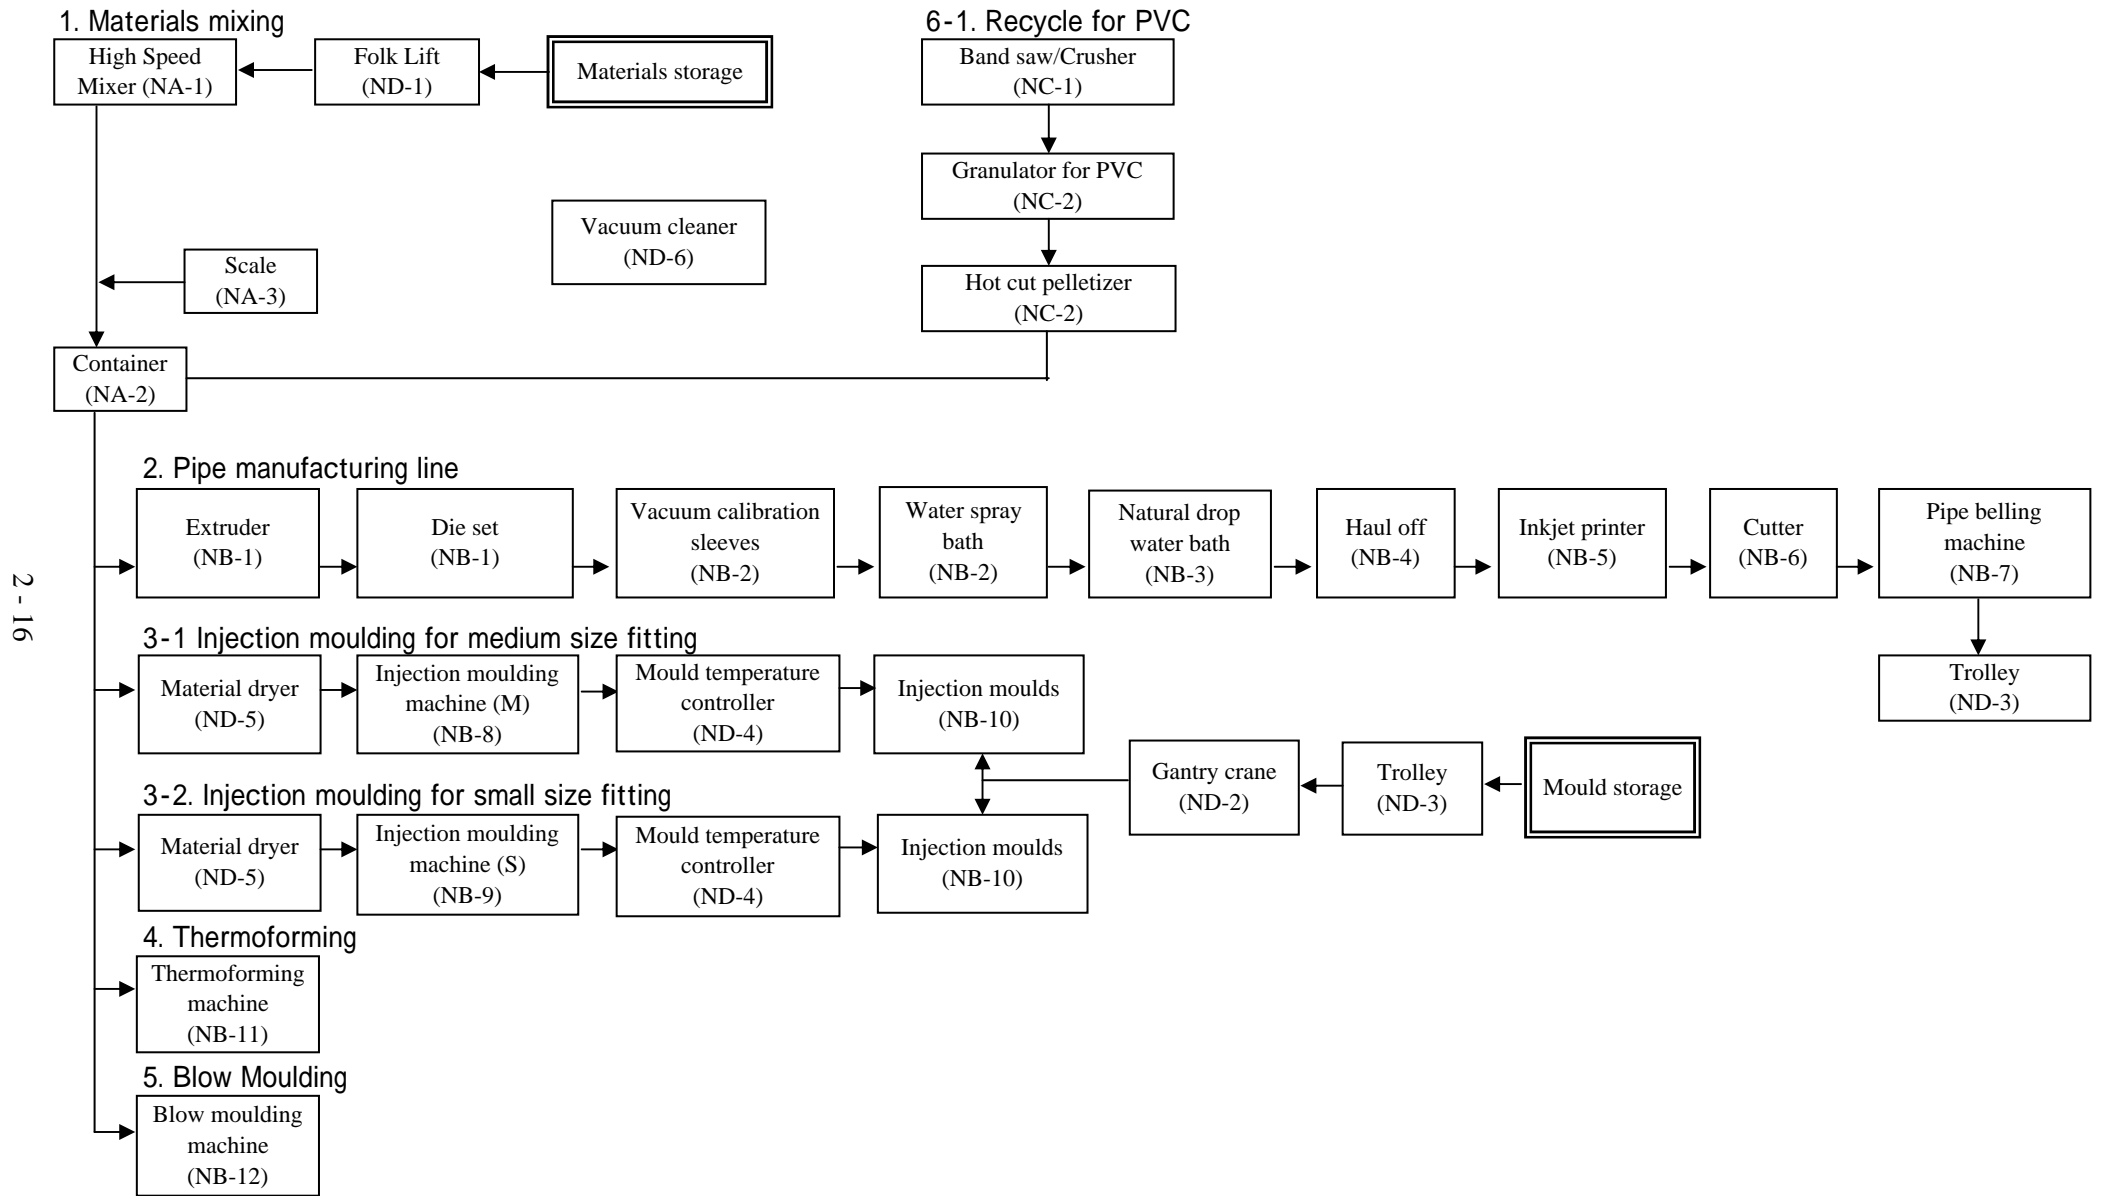 1. Materials mixing
High Speed
Mixer (NA-1)
Folk Lift
(ND-1)
Materials storage
Scale
(NA-3)
Container
(NA-2)
Vacuum cleaner
(ND-6)
6-1. Recycle for PVC
Band saw/Crusher
(NC-1)
Granulator for PVC
(NC-2)
Hot cut pelletizer
(NC-2)
2. Pipe manufacturing line
Extruder
(NB-1)
Die set
(NB-1)
Vacuum calibration
sleeves
(NB-2)
Water spray
bath
(NB-2)
Natural drop
water bath
(NB-3)
Haul off
(NB-4)
Inkjet printer
(NB-5)
Cutter
(NB-6)
Pipe belling
machine
(NB-7)
Trolley
(ND-3)
3-1 Injection moulding for medium size fitting
Material dryer
(ND-5)
Injection moulding
machine (M)
(NB-8)
Mould temperature
controller
(ND-4)
Injection moulds
(NB-10)
Gantry crane
(ND-2)
Trolley
(ND-3)
Mould storage
3-2. Injection moulding for small size fitting
Material dryer
(ND-5)
Injection moulding
machine (S)
(NB-9)
Mould temperature
controller
(ND-4)
Injection moulds
(NB-10)
4. Thermoforming
Thermoforming
machine
(NB-11)
5. Blow Moulding
Blow moulding
machine
(NB-12)
2 - 16